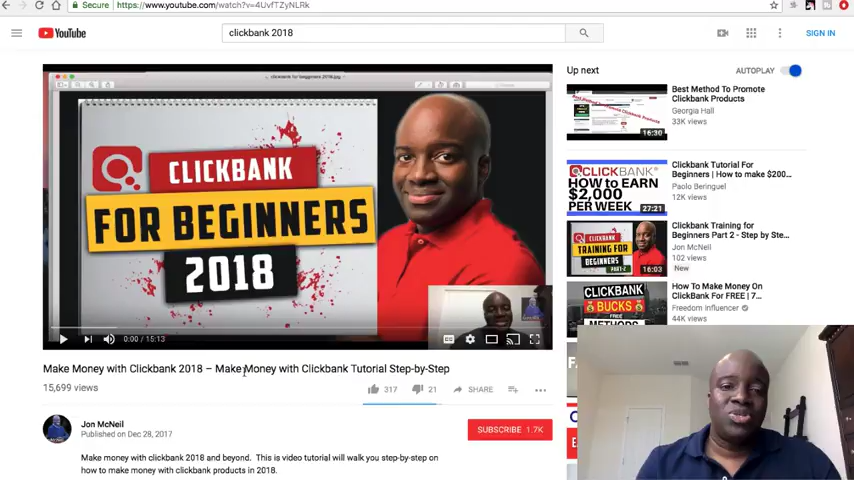 Secure
https://www.youtube.com/watch?v=4UvfTZyNLRk
YouTube
clickbank 2018
SIGN IN
CLICKBANK
FOR BEGINNERS
2018
0:00 / 15:13
Make Money with Clickbank 2018 – Make Money with Clickbank Tutorial Step-by-Step
15,699 views
317
21
SHARE
Jon McNeil
Published on Dec 28, 2017
SUBSCRIBE 1.7K
Make money with clickbank 2018 and beyond. This is video tutorial will walk you step-by-step on
how to make money with clickbank products in 2018.
Up next
AUTOPLAY
16:30
Best Method To Promote
Clickbank Products
Georgia Hall
33K views
CLICKBANK
HOW to EARN
$2,000
PER WEEK
27:21
Clickbank Tutorial For
Beginners | How to make $200...
Paolo Beringuel
12K views
CLICKBANK
TRAINING FOR
BEGINNERS
PART-2
16:03
Clickbank Training for
Beginners Part 2 - Step by Ste...
Jon McNeil
102 views
New
CLICKBANK
BUCKS
FREE
METHODS
How To Make Money On
ClickBank For FREE | 7...
Freedom Influencer
44K views